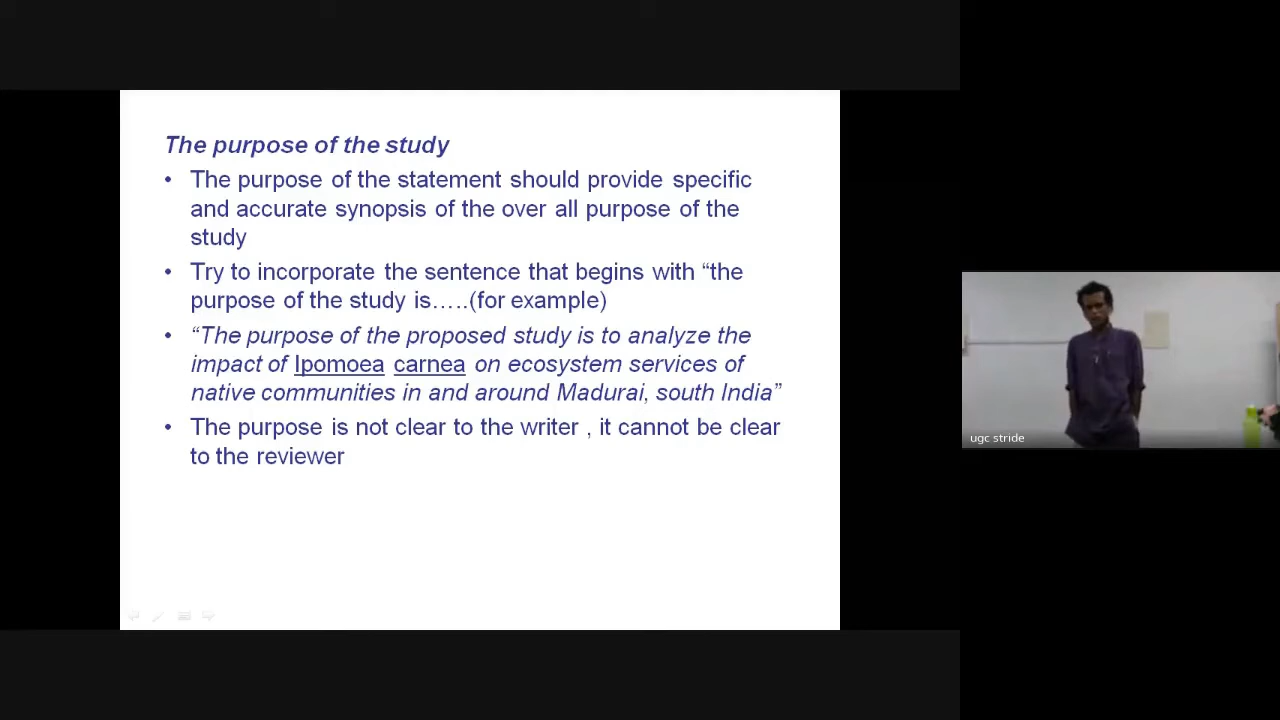 The purpose of the study
• The purpose of the statement should provide specific
and accurate synopsis of the over all purpose of the
study
• Try to incorporate the sentence that begins with “the
purpose of the study is…..(for example)
• “The purpose of the proposed study is to analyze the
impact of Ipomoea carnea on ecosystem services of
native communities in and around Madurai, south India”
• The purpose is not clear to the writer , it cannot be clear
to the reviewer
ugc stride